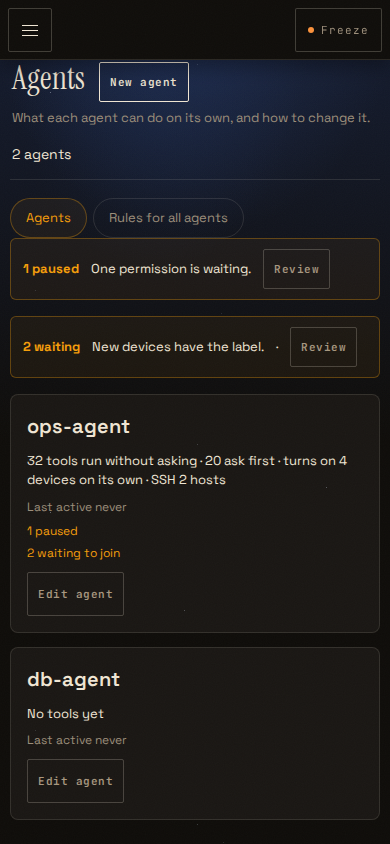 Freeze
Agents
New agent
What each agent can do on its own, and how to change it.
2 agents
Agents
Rules for all agents
1 paused One permission is waiting. Review
2 waiting New devices have the label. · Review
ops-agent
32 tools run without asking · 20 ask first · turns on 4
devices on its own · SSH 2 hosts
Last active never
1 paused
2 waiting to join
Edit agent
db-agent
No tools yet
Last active never
Edit agent